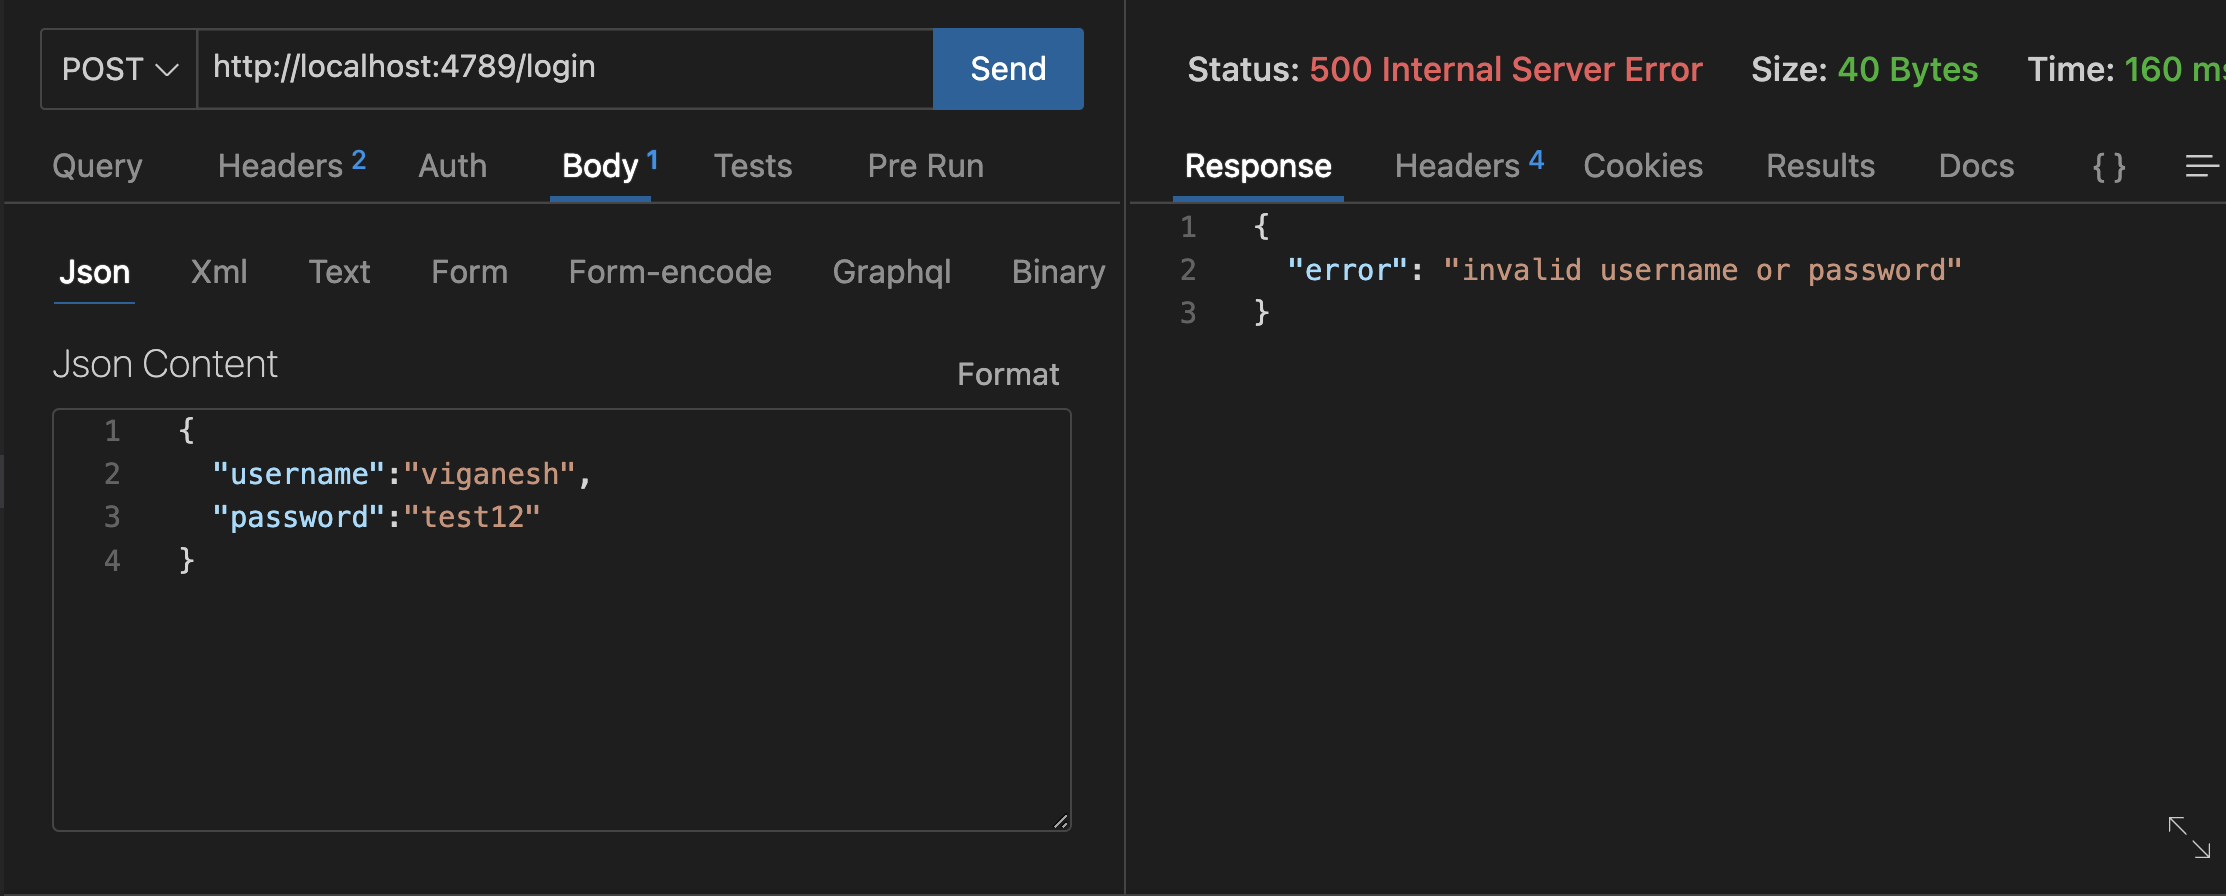 POST http://localhost:4789/login Send
Query Headers 2 Auth Body 1 Tests Pre Run
Json Xml Text Form Form-encode Graphql Binary
Json Content Format
1 {
2 "username":"viganesh",
3 "password":"test12"
4 }
Status: 500 Internal Server Error Size: 40 Bytes Time: 160 ms
Response Headers 4 Cookies Results Docs { }
1 {
2 "error": "invalid username or password"
3 }